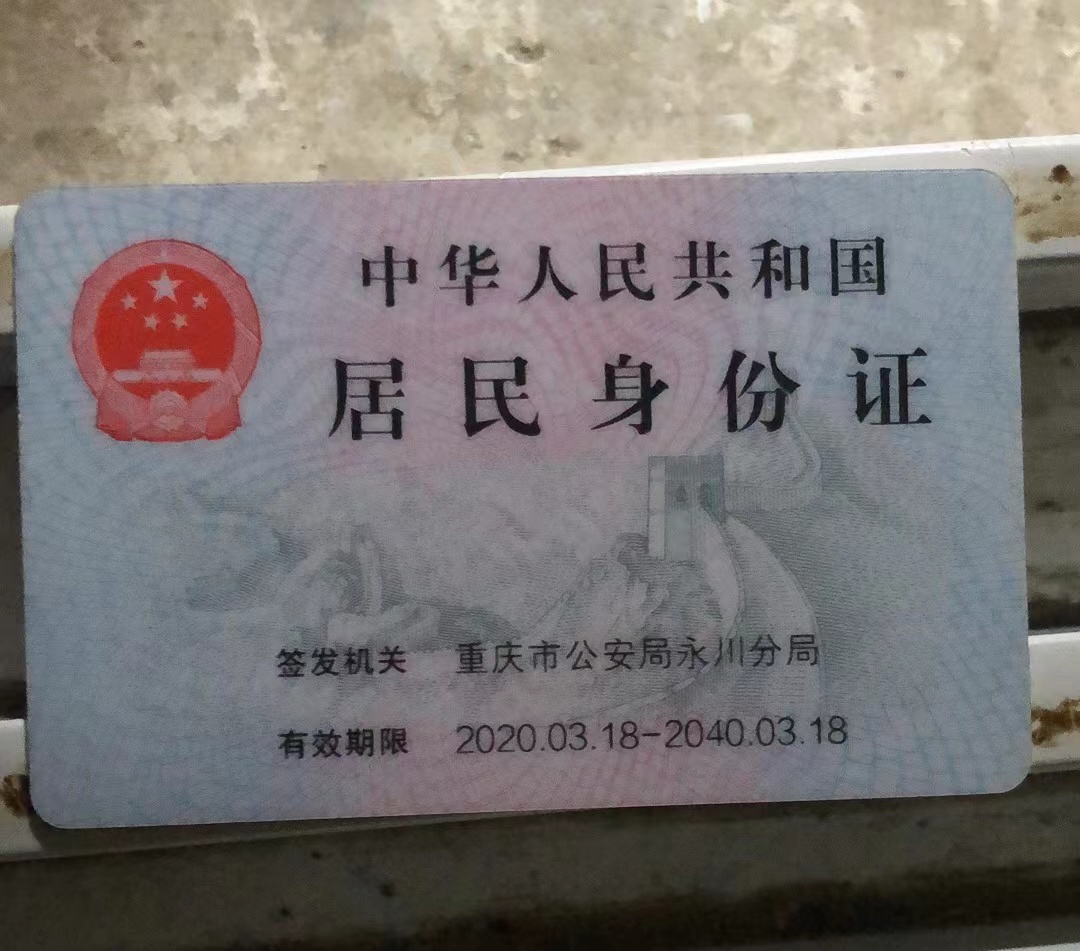 中华人民共和国
居民身份证
签发机关 重庆市公安局永川分局
有效期限 2020.03.18-2040.03.18